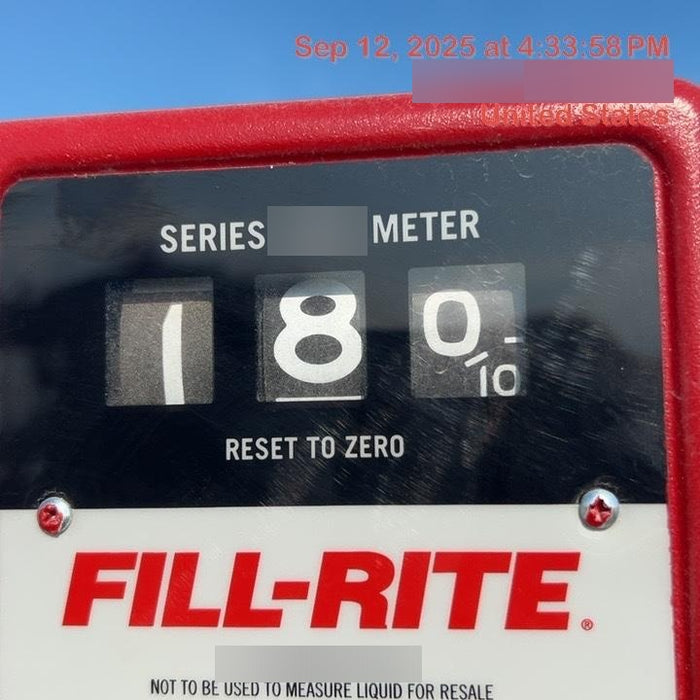 Sep 12, 2025 at 4:33:58 PM
United States
SERIES METER
1 8 0/10
RESET TO ZERO
FILL-RITE®
NOT TO BE USED TO MEASURE LIQUID FOR RESALE